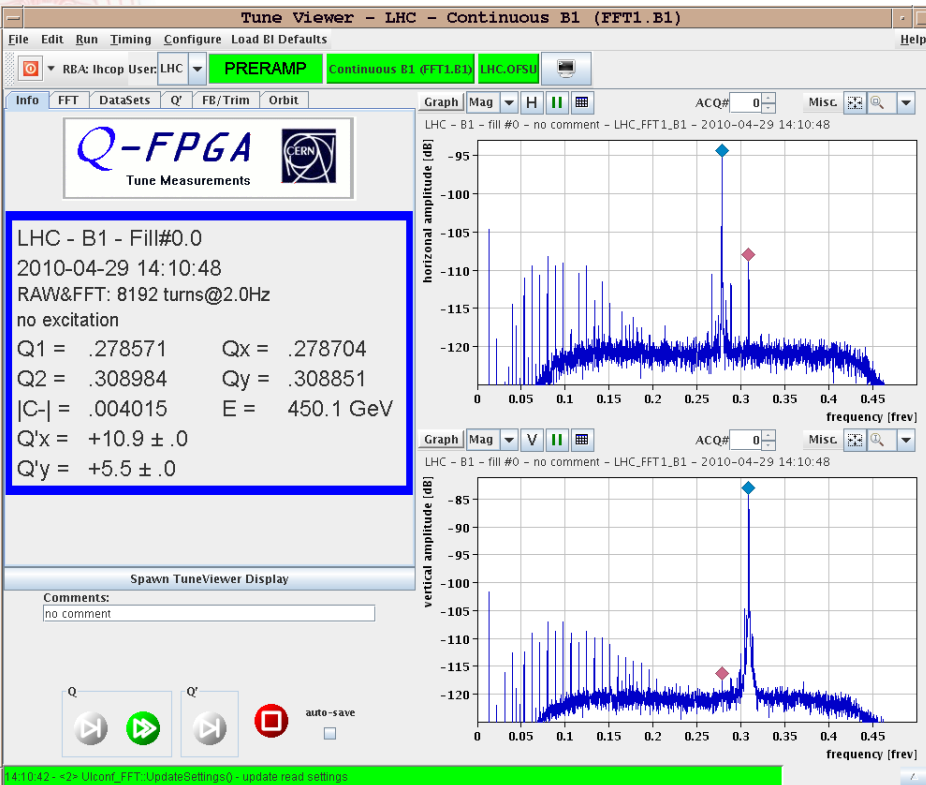 Tune Viewer - LHC - Continuous B1 (FFT1.B1)
File Edit Run Timing Configure Load BI Defaults Help
RBA: lhcop User: LHC PRERAMP Continuous B1 (FFT1.B1) LHC.OFSU
Info FFT DataSets Q' FB/Trim Orbit
Q-FPGA
Tune Measurements
CERN
LHC - B1 - Fill#0.0
2010-04-29 14:10:48
RAW&FFT: 8192 turns@2.0Hz
no excitation
Q1 = .278571 Qx = .278704
Q2 = .308984 Qy = .308851
|C-| = .004015 E = 450.1 GeV
Q'x = +10.9 ± .0
Q'y = +5.5 ± .0
Spawn TuneViewer Display
Comments:
no comment
Q Q'
auto-save
Graph Mag H ACQ# 0 Misc.
LHC - B1 - fill #0 - no comment - LHC_FFT1_B1 - 2010-04-29 14:10:48
horizonal amplitude [dB]
-95
-100
-105
-110
-115
-120
0 0.05 0.1 0.15 0.2 0.25 0.3 0.35 0.4 0.45
frequency [frev]
Graph Mag V ACQ# 0 Misc.
LHC - B1 - fill #0 - no comment - LHC_FFT1_B1 - 2010-04-29 14:10:48
vertical amplitude [dB]
-85
-90
-95
-100
-105
-110
-115
-120
0 0.05 0.1 0.15 0.2 0.25 0.3 0.35 0.4 0.45
frequency [frev]
14:10:42 - <2> UIconf_FFT::UpdateSettings() - update read settings